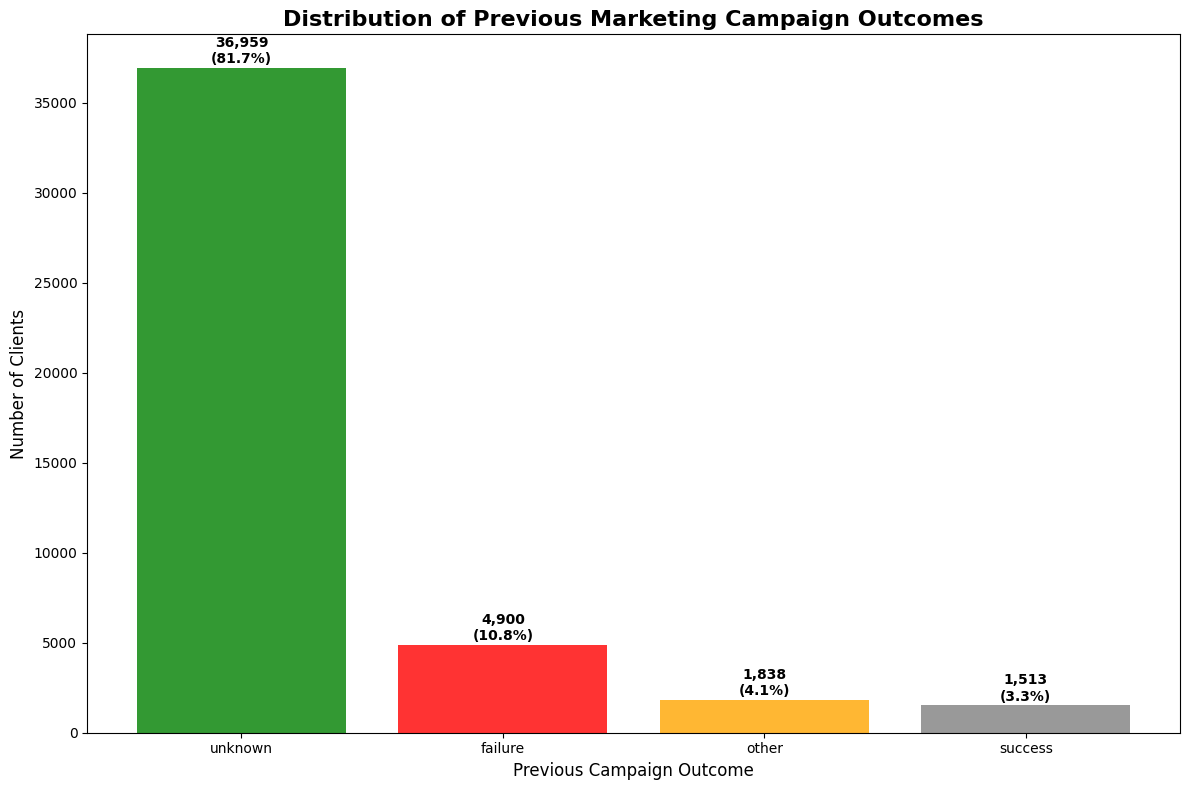 Distribution of Previous Marketing Campaign Outcomes
36,959
(81.7%)
35000
30000
25000
20000
15000
10000
5000
0
Number of Clients
4,900
(10.8%)
1,838
(4.1%)
1,513
(3.3%)
unknown
failure
other
success
Previous Campaign Outcome